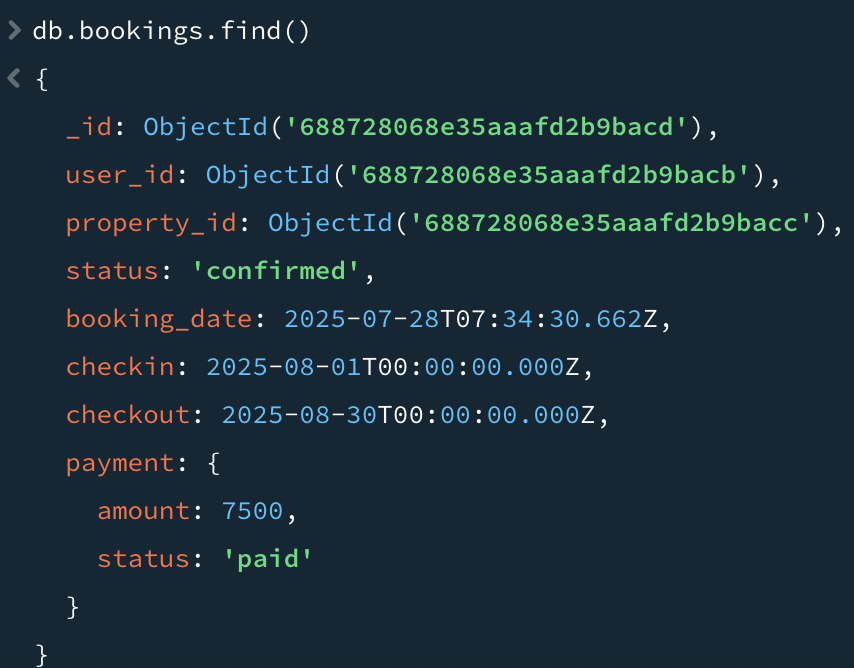 > db.bookings.find()
< {
_id: ObjectId('688728068e35aaafd2b9bacd'),
user_id: ObjectId('688728068e35aaafd2b9bacb'),
property_id: ObjectId('688728068e35aaafd2b9bacc'),
status: 'confirmed',
booking_date: 2025-07-28T07:34:30.662Z,
checkin: 2025-08-01T00:00:00.000Z,
checkout: 2025-08-30T00:00:00.000Z,
payment: {
amount: 7500,
status: 'paid'
}
}